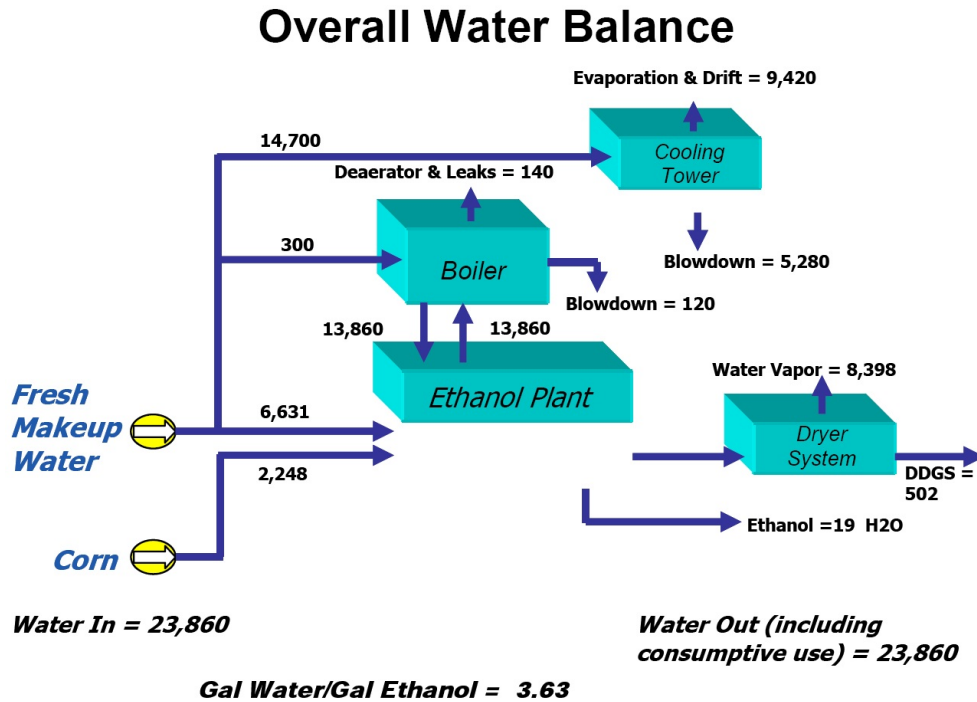 Overall Water Balance
Evaporation & Drift = 9,420
14,700
Cooling
Tower
Deaerator & Leaks = 140
300
Boiler
Blowdown = 5,280
Blowdown = 120
13,860
13,860
Ethanol Plant
Water Vapor = 8,398
Fresh
Makeup
Water
6,631
2,248
Dryer
System
DDGS =
502
Ethanol =19 H2O
Corn
Water In = 23,860
Water Out (including
consumptive use) = 23,860
Gal Water/Gal Ethanol = 3.63